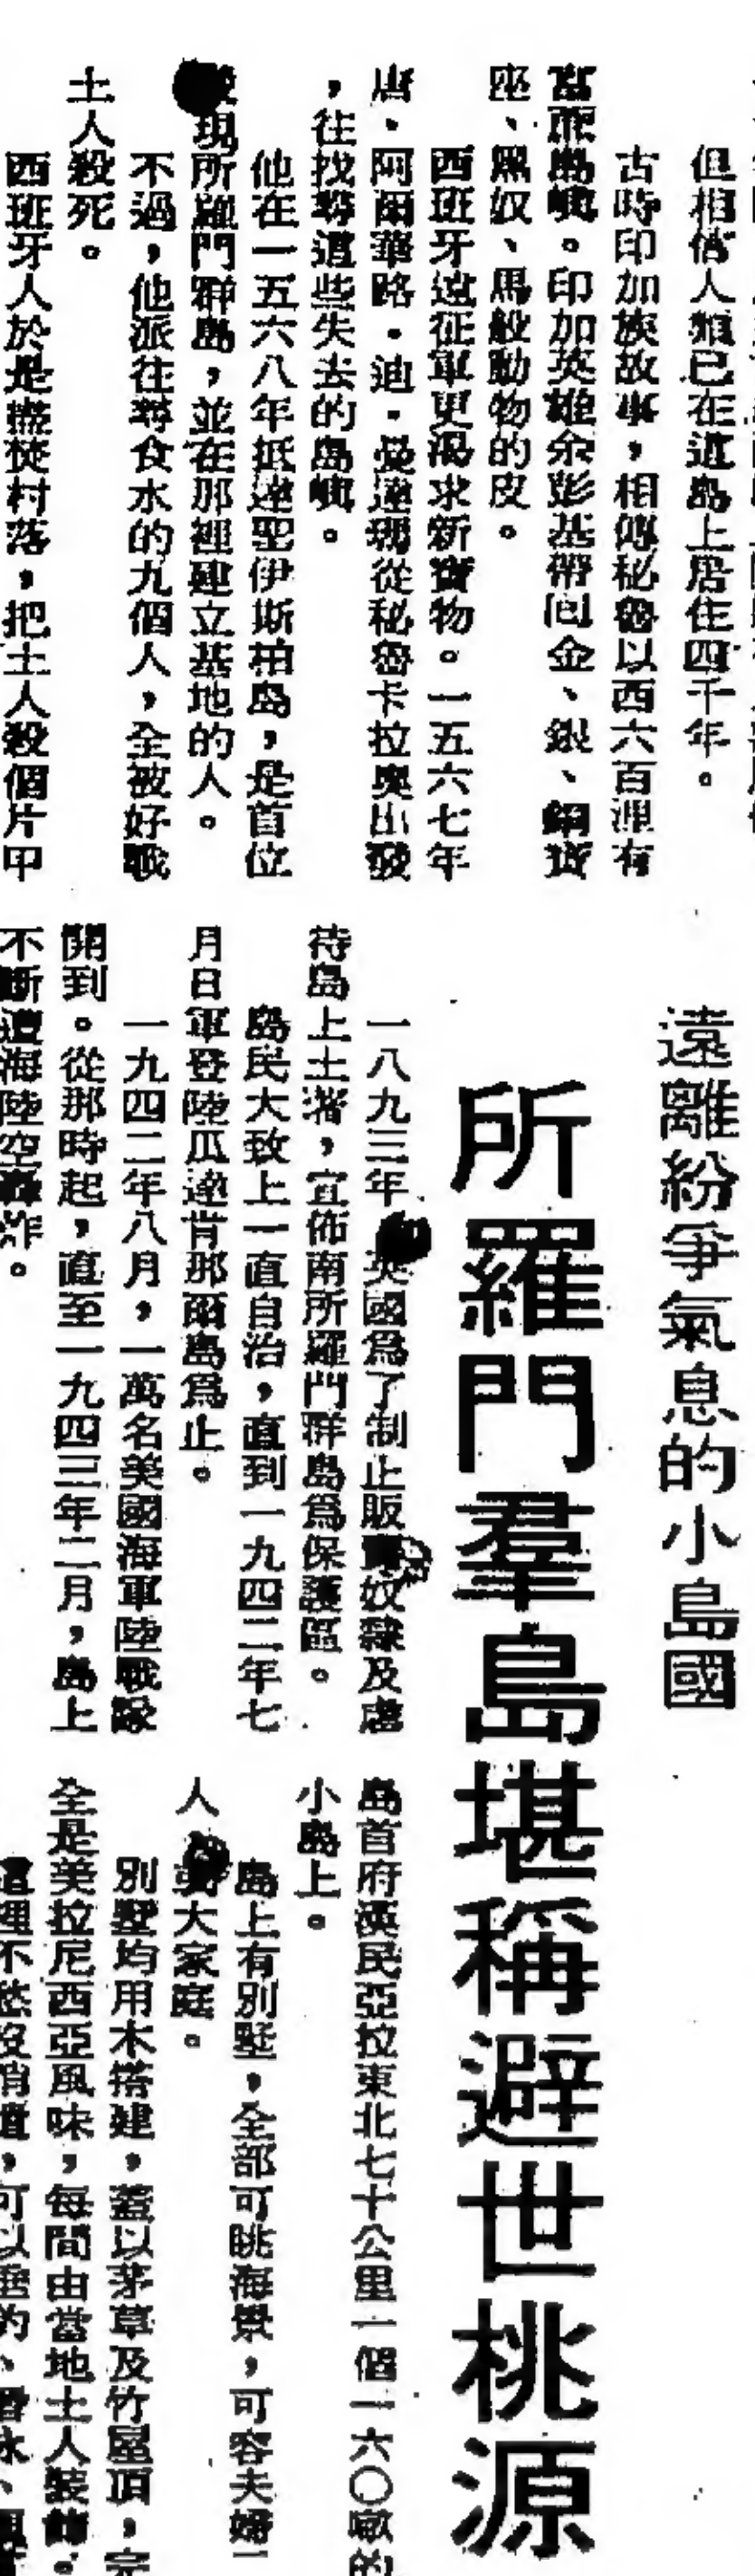 遠離紛爭氣息的小島國
所羅門羣島堪稱避世桃源
但相信人類已在這島上居住四千年。
古時印加族故事，相傳秘魯以西六百浬有
富庶島嶼。印加英雄余彭基帶回金、銀、銅寶
座、黑奴、馬般動物的皮。
西班牙遠征軍更渴求新寶物。一五六七年
唐·阿爾華路·迪·曼達瑪從秘魯卡拉奧出發
，往找尋這些失去的島嶼。
他在一五六八年抵達聖伊斯柏島，是首位
發現所羅門群島，並在那裡建立基地的人。
不過，他派往尋食水的九個人，全被好戰
土人殺死。
西班牙人於是盡焚村落，把土人殺個片甲
一八九三年，英國爲了制止販賣奴隸及虐
待島上土著，宣佈南所羅門群島爲保護區。
島民大致上一直自治，直到一九四二年七
月日軍登陸瓜達肯那爾島爲止。
一九四二年八月，一萬名美國海軍陸戰隊
開到。從那時起，直至一九四三年二月，島上
不斷遭海陸空轟炸。
島首府漢民亞拉東北七十公里一個一六〇畝的
小島上。
島上有別墅，全部可眺海景，可容夫婦二
人或大家庭。
別墅均用木搭建，蓋以茅草及竹屋頂，完
全是美拉尼西亞風味，每間由當地土人裝飾。
這裡不愁沒消遣，可以垂釣、潛水、